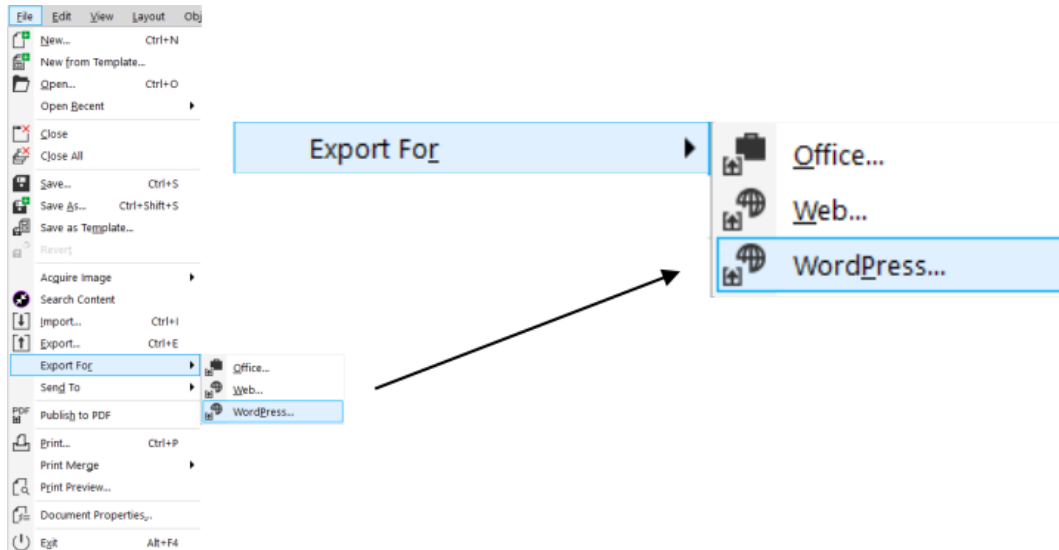 File Edit View Layout Obj
New... Ctrl+N
New from Template...
Open... Ctrl+O
Open Recent
Close
Close All
Save... Ctrl+S
Save As... Ctrl+Shift+S
Save as Template...
Revert
Acquire Image
Search Content
Import... Ctrl+I
Export... Ctrl+E
Export For
Send To
PDF Publish to PDF
Print... Ctrl+P
Print Merge
Print Preview...
Document Properties...
Exit Alt+F4
Office...
Web...
WordPress...
Export For
Office...
Web...
WordPress...